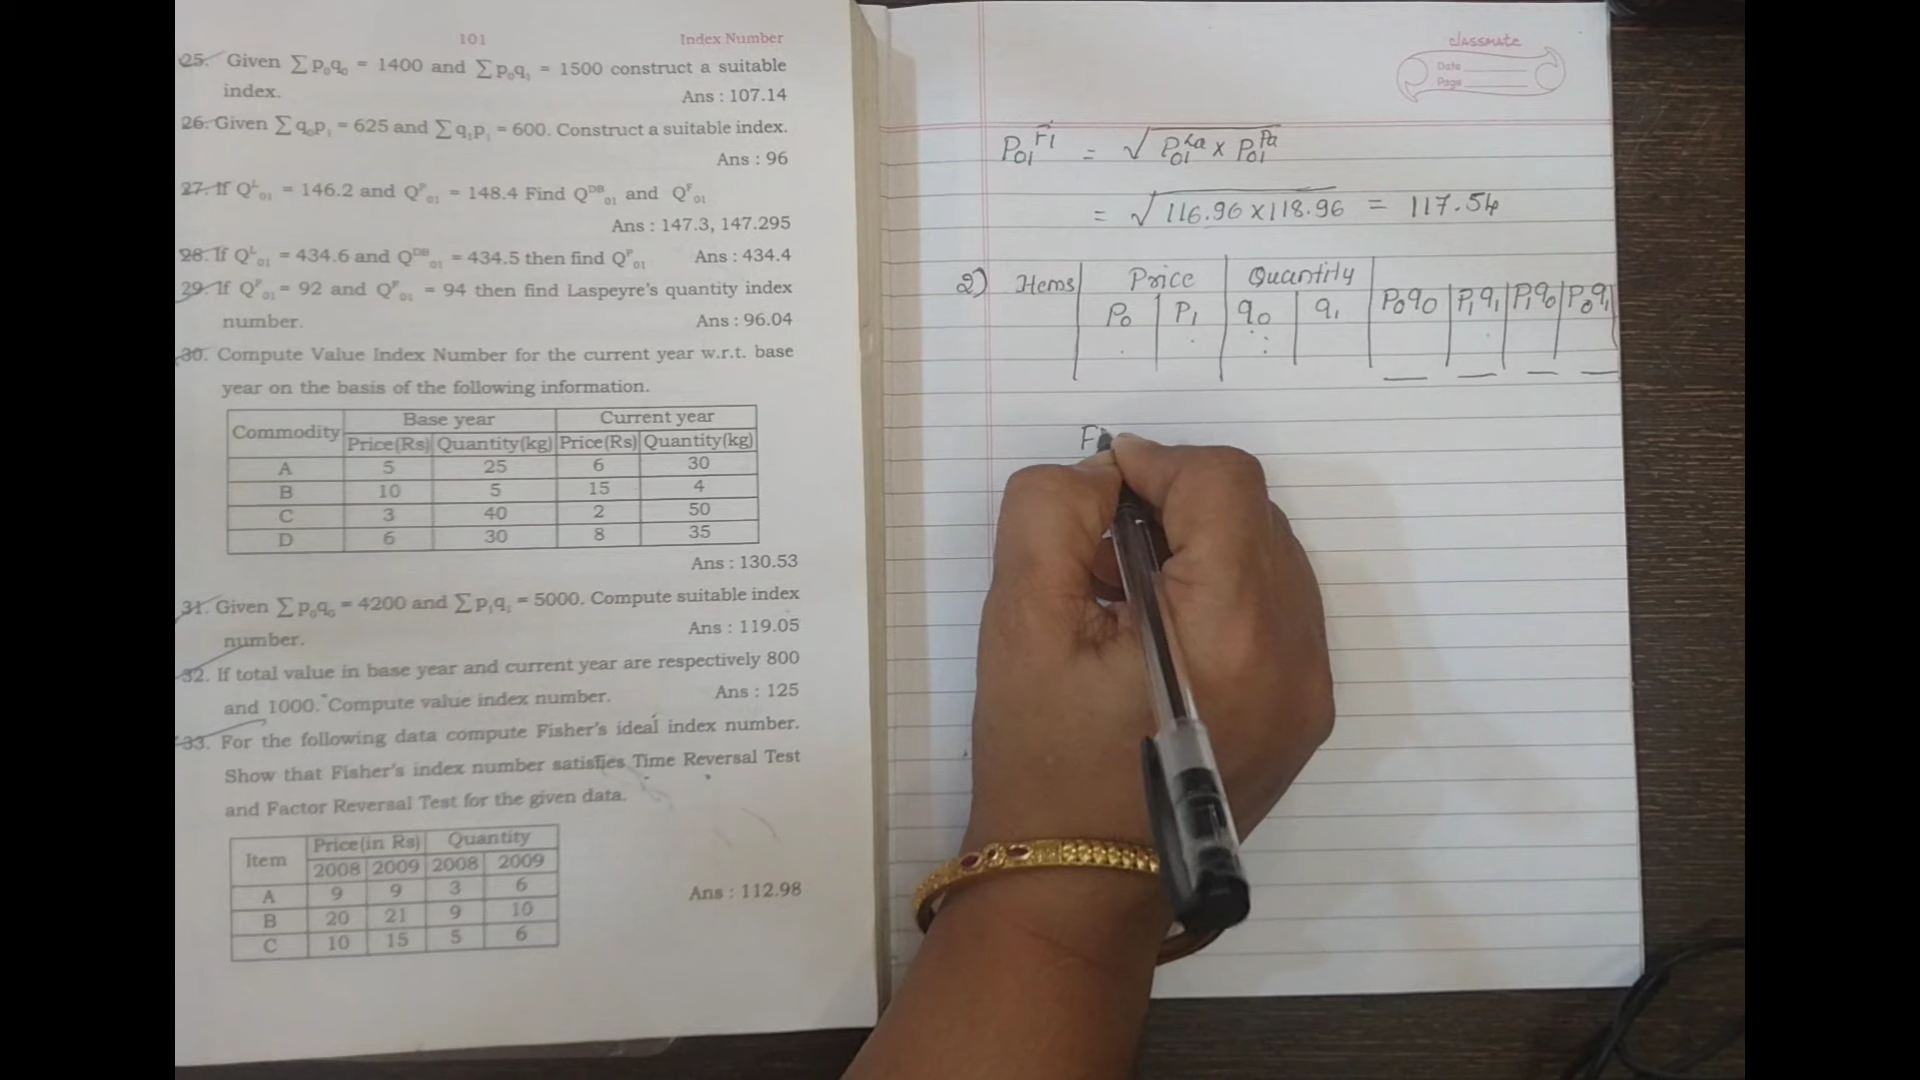 101 Index Number
25. Given ∑p₀q₀ = 1400 and ∑p₀q₁ = 1500 construct a suitable
index. Ans : 107.14
26. Given ∑q₀p₁ = 625 and ∑q₁p₁ = 600. Construct a suitable index.
Ans : 96
27. If Q^L₀₁ = 146.2 and Q^P₀₁ = 148.4 Find Q^DB₀₁ and Q^F₀₁
Ans : 147.3, 147.295
28. If Q^L₀₁ = 434.6 and Q^DB₀₁ = 434.5 then find Q^P₀₁ Ans : 434.4
29. If Q^P₀₁ = 92 and Q^F₀₁ = 94 then find Laspeyre's quantity index
number. Ans : 96.04
30. Compute Value Index Number for the current year w.r.t. base
year on the basis of the following information.
Commodity Base year Current year
Price(Rs) Quantity(kg) Price(Rs) Quantity(kg)
A 5 25 6 30
B 10 5 15 4
C 3 40 2 50
D 6 30 8 35
Ans : 130.53
31. Given ∑p₀q₀ = 4200 and ∑p₁q₁ = 5000. Compute suitable index
number. Ans : 119.05
32. If total value in base year and current year are respectively 800
and 1000. Compute value index number. Ans : 125
33. For the following data compute Fisher's ideal index number.
Show that Fisher's index number satisfies Time Reversal Test
and Factor Reversal Test for the given data.
Item Price(in Rs) Quantity
2008 2009 2008 2009
A 9 9 3 6
B 20 21 9 10
C 10 15 5 6
Ans : 112.98
classmate
Date
Page
P₀₁^Fi = √P₀₁^La × P₀₁^Pa
= √116.96 × 118.96 = 117.54
2) Items Price Quantity
P₀ P₁ q₀ q₁ P₀q₀ P₁q₁ P₁q₀ P₀q₁
F